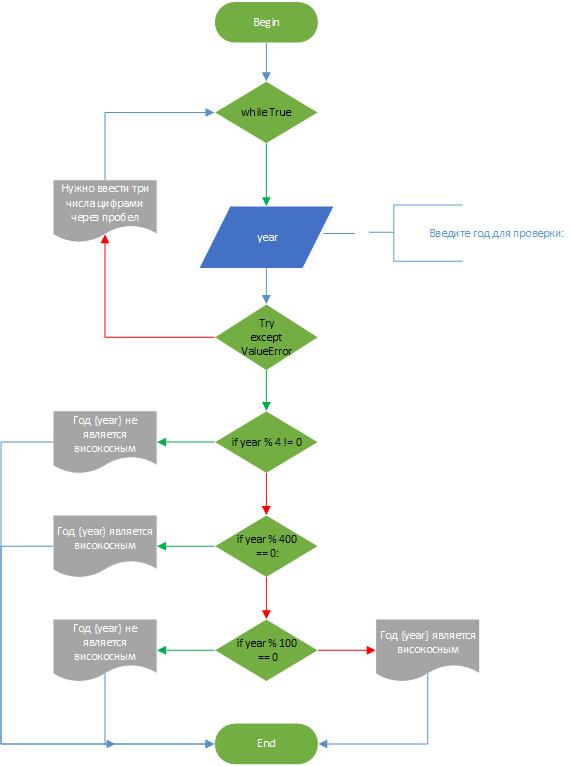 Begin
while True
Нужно ввести три
числа цифрами
через пробел
year
Введите год для проверки:
Try
except
ValueError
Год {year} не
является
високосным
if year % 4 != 0
Год {year} является
високосным
if year % 400
== 0:
Год {year} не
является
високосным
if year % 100
== 0
Год {year} является
високосным
End